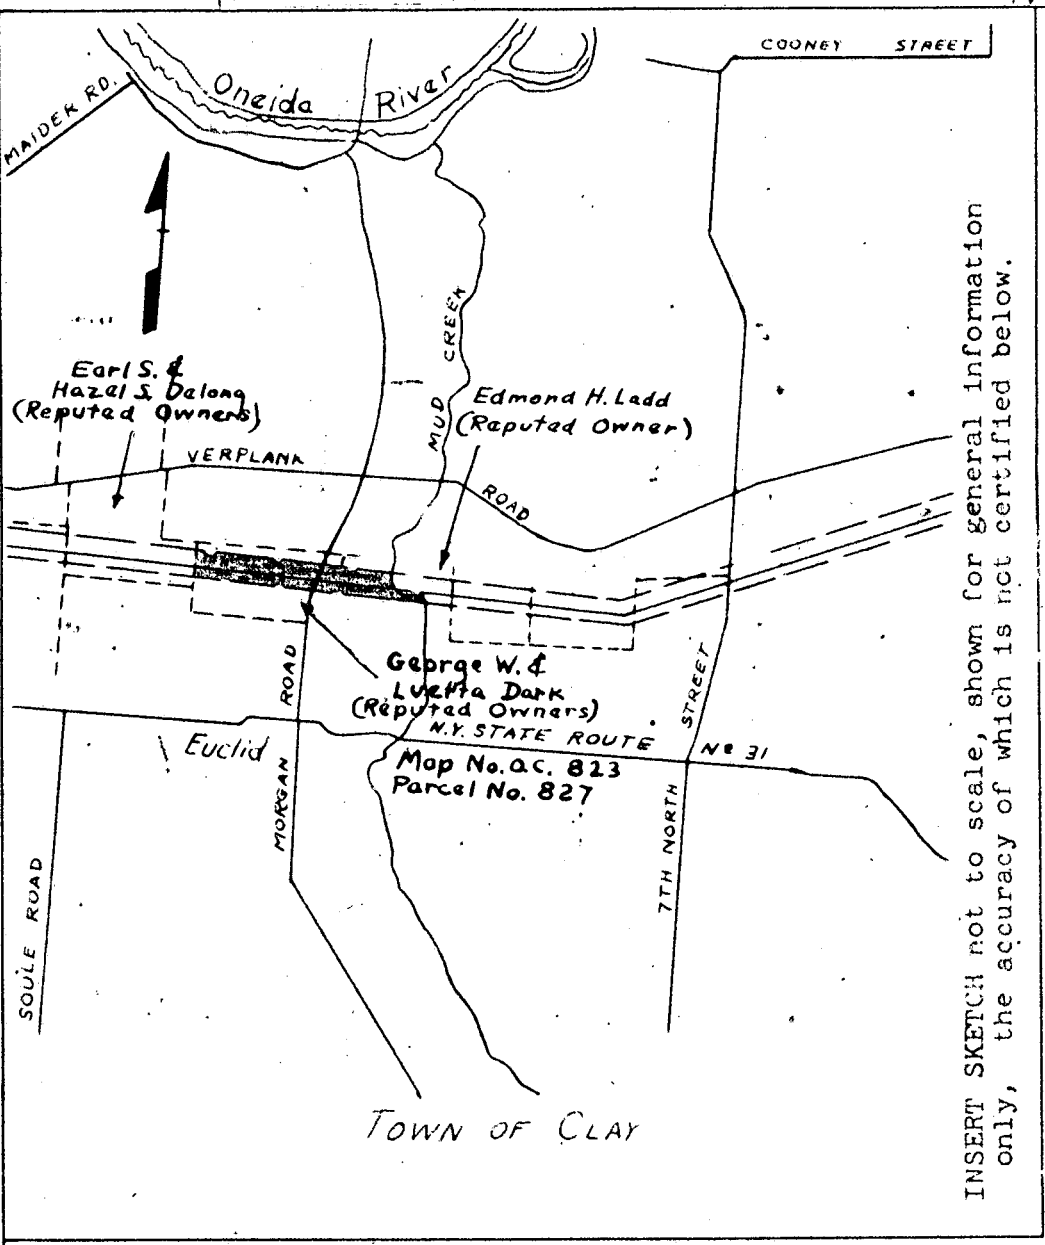 COONEY STREET
Oneida River
MAIDER RD.
MUD CREEK
Earl S. &
Hazel S. Delong
(Reputed Owners)
Edmond H. Ladd
(Reputed Owner)
VERPLANK
ROAD
George W. &
Luetta Dark
(Reputed Owners)
N.Y. STATE ROUTE No 31
Euclid
Map No. O.C. 823
Parcel No. 827
MORGAN ROAD
7TH NORTH STREET
SOULE ROAD
TOWN OF CLAY
INSERT SKETCH not to scale, shown for general information
only, the accuracy of which is not certified below.